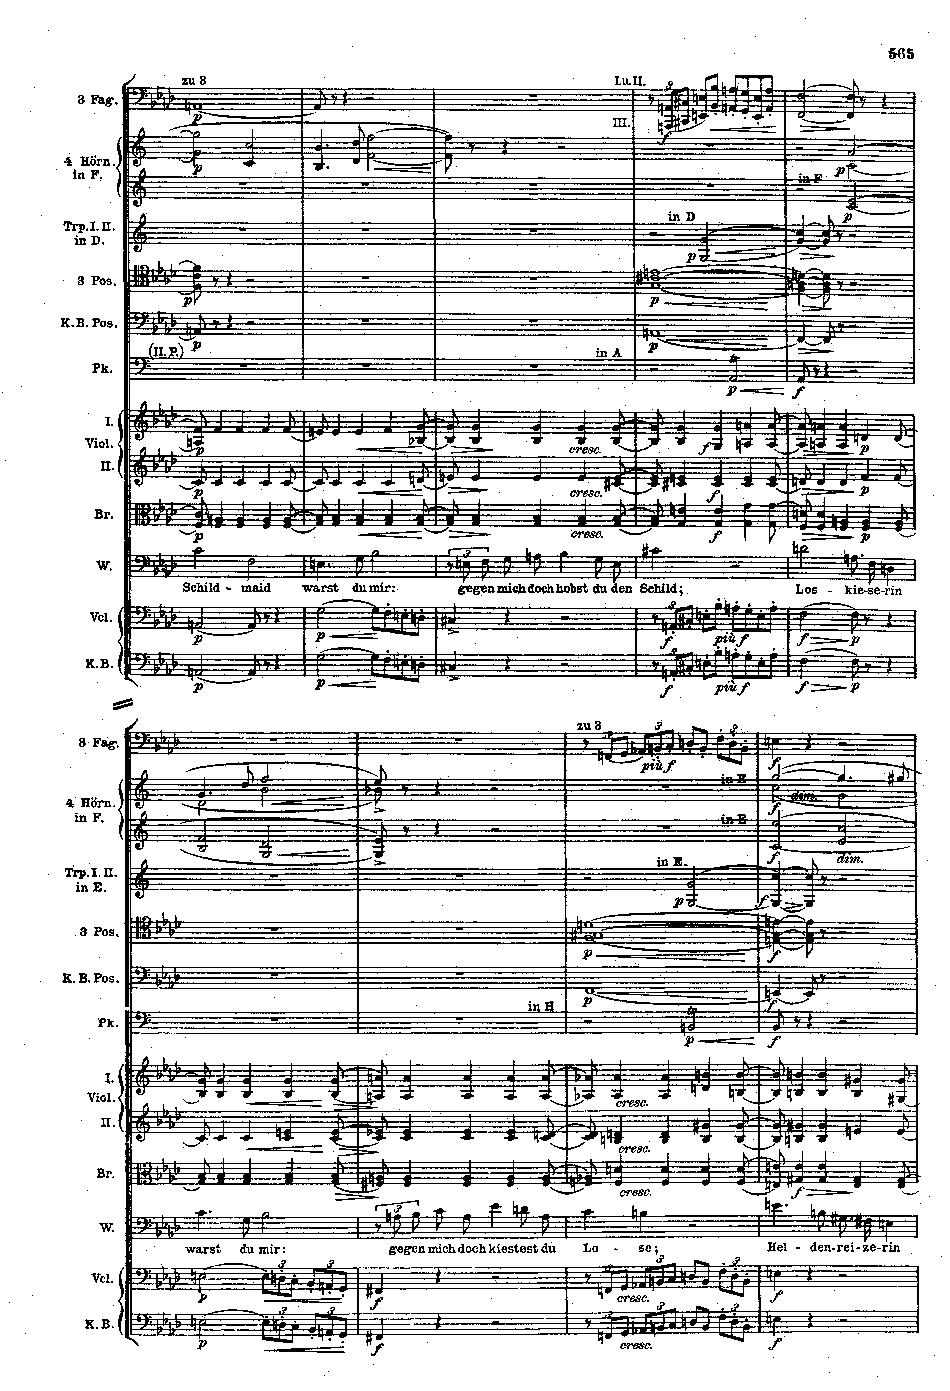 565
zu 3
I.u.II.
3 Fag.
III.
4 Hörn.
in F.
in F
Trp. I. II.
in D.
in D
3 Pos.
K.B. Pos.
(II. P.)
in A
Pk.
I.
Viol.
cresc.
II.
cresc.
Br.
cresc.
W.
Schild - maid warst du mir: gegen mich doch hobst du den Schild; Los - kie-se-rin
Vcl.
più f
K.B.
più f
zu 3
3 Fag.
più f
in E
4 Hörn.
in F.
dim.
in E
dim.
Trp. I. II.
in E.
in E.
3 Pos.
K.B. Pos.
in H
Pk.
I.
Viol.
cresc.
II.
cresc.
Br.
cresc.
W.
warst du mir: gegen mich doch kiestest du Lo - se; Hel - den-rei-ze-rin
Vcl.
cresc.
K.B.
cresc.